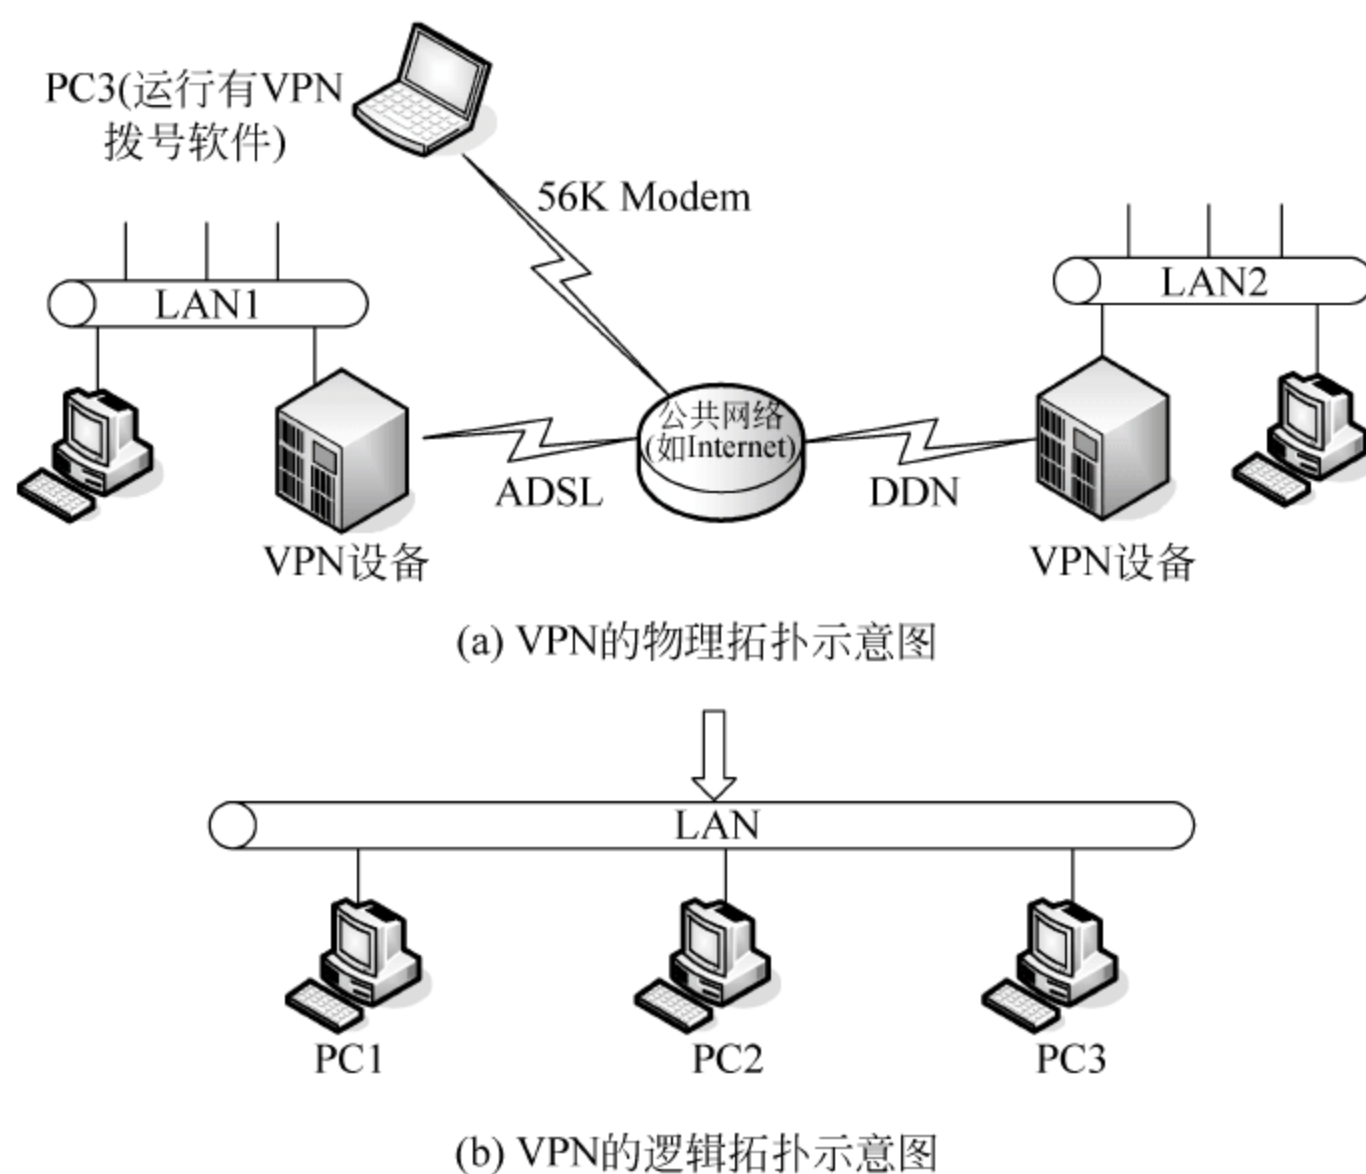 PC3(运行有VPN
拨号软件)
56K Modem
LAN1
LAN2
公共网络
(如Internet)
ADSL
DDN
VPN设备
VPN设备
(a) VPN的物理拓扑示意图
LAN
PC1
PC2
PC3
(b) VPN的逻辑拓扑示意图